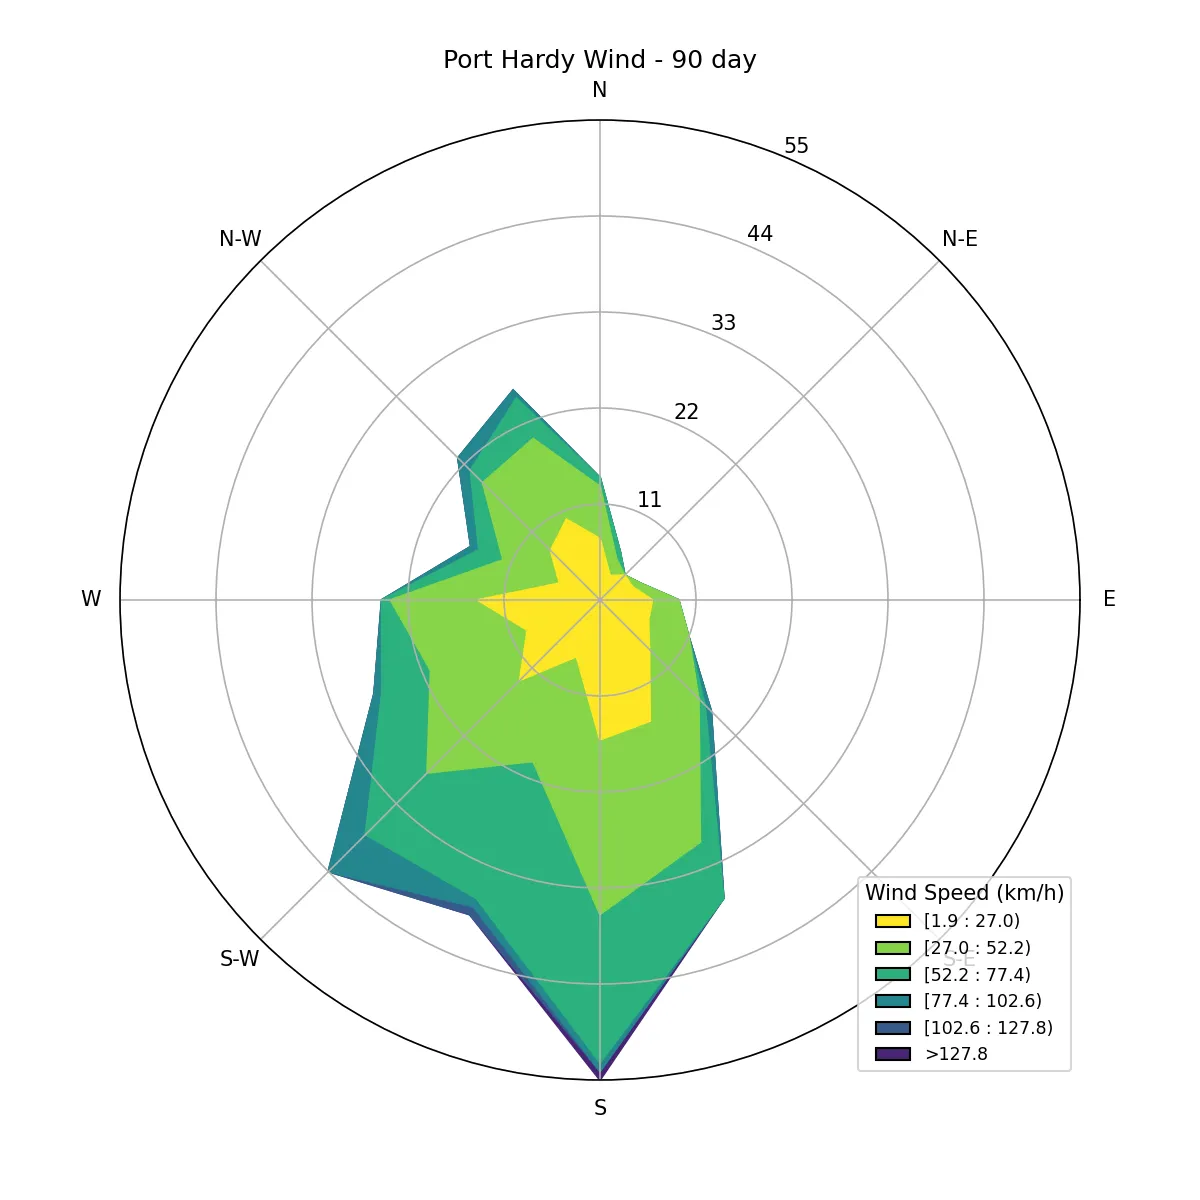 Port Hardy Wind - 90 day
N
55
N-W
44
N-E
33
22
11
W
E
Wind Speed (km/h)
[1.9 : 27.0)
[27.0 : 52.2)
S-W
S-E
[52.2 : 77.4)
[77.4 : 102.6)
[102.6 : 127.8)
>127.8
S